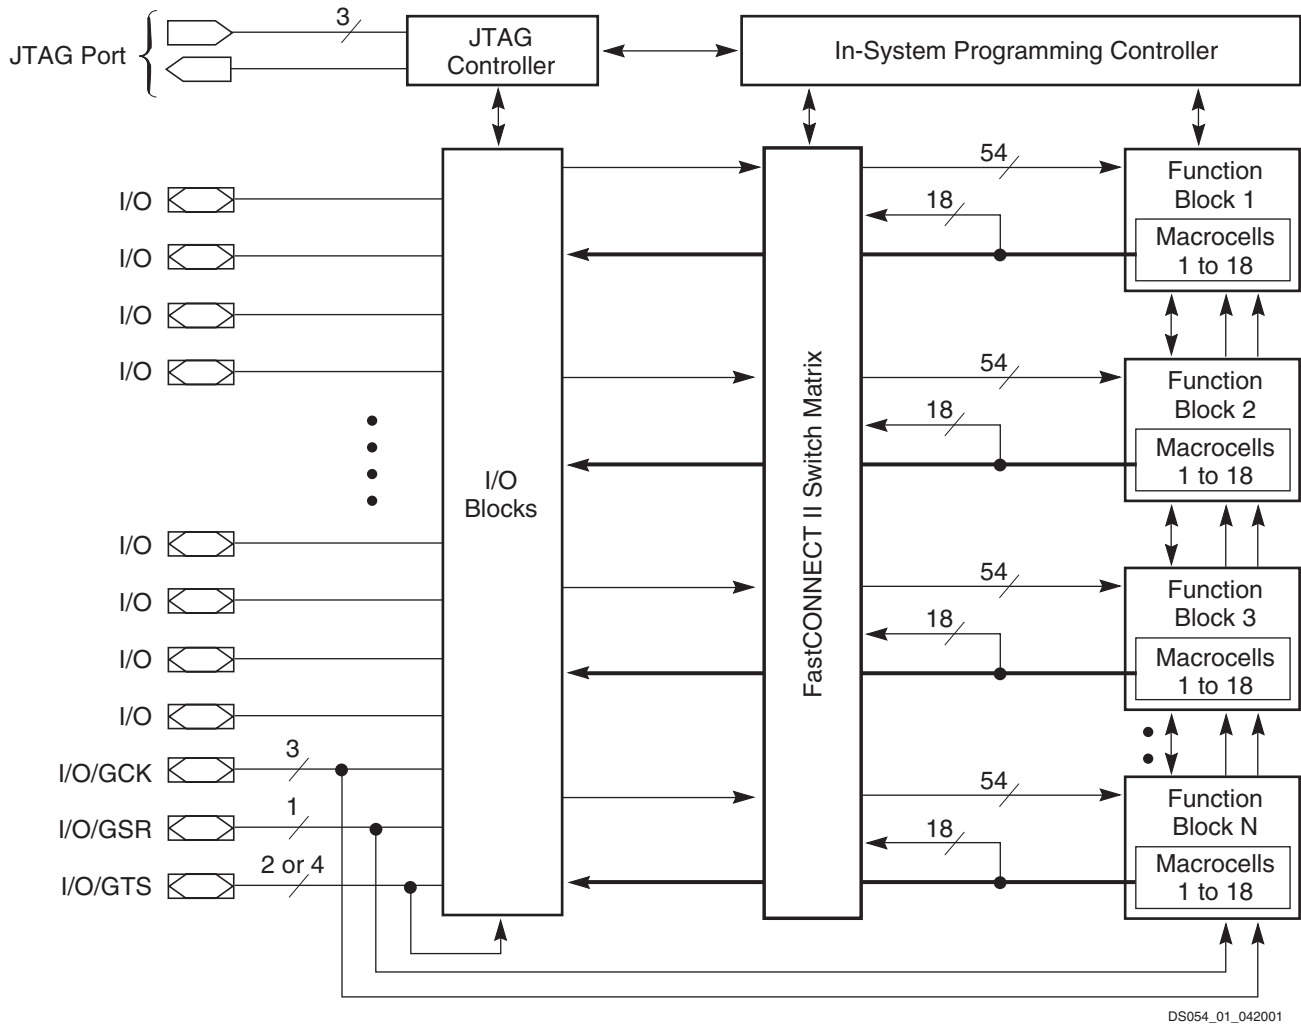 JTAG Port
3
JTAG
Controller
In-System Programming Controller
I/O
I/O
I/O
I/O
I/O
I/O
I/O
I/O
I/O/GCK
3
I/O/GSR
1
I/O/GTS
2 or 4
I/O
Blocks
FastCONNECT II Switch Matrix
54
18
Function
Block 1
Macrocells
1 to 18
54
18
Function
Block 2
Macrocells
1 to 18
54
18
Function
Block 3
Macrocells
1 to 18
54
18
Function
Block N
Macrocells
1 to 18
DS054_01_042001